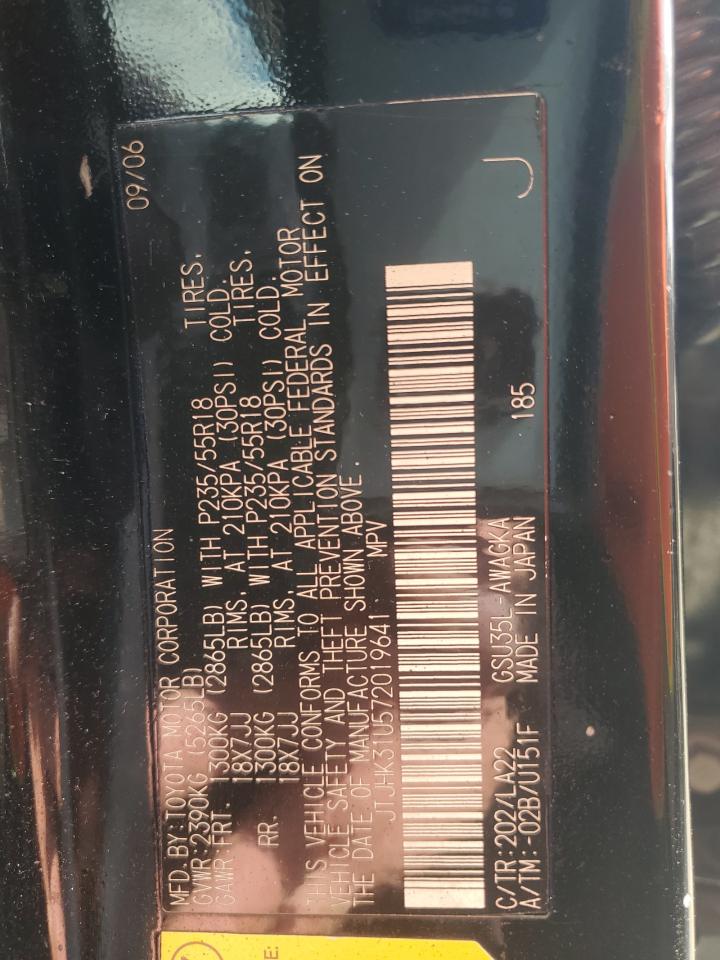 MFD. BY:TOYOTA MOTOR CORPORATION 09/06
GVWR:2390KG (5265LB)
GAWR:FRT. 1300KG (2865LB) WITH P235/55R18 TIRES,
18X7JJ RIMS, AT 210KPA (30PSI) COLD.
RR. 1300KG (2865LB) WITH P235/55R18 TIRES,
18X7JJ RIMS, AT 210KPA (30PSI) COLD.
THIS VEHICLE CONFORMS TO ALL APPLICABLE FEDERAL MOTOR
VEHICLE SAFETY AND THEFT PREVENTION STANDARDS IN EFFECT ON
THE DATE OF MANUFACTURE SHOWN ABOVE.
JTJHK31U572019641 MPV
C/TR:202/LA22 GSU35L-AWAGKA 185
A/TM:-02B/U151F MADE IN JAPAN
J
E: